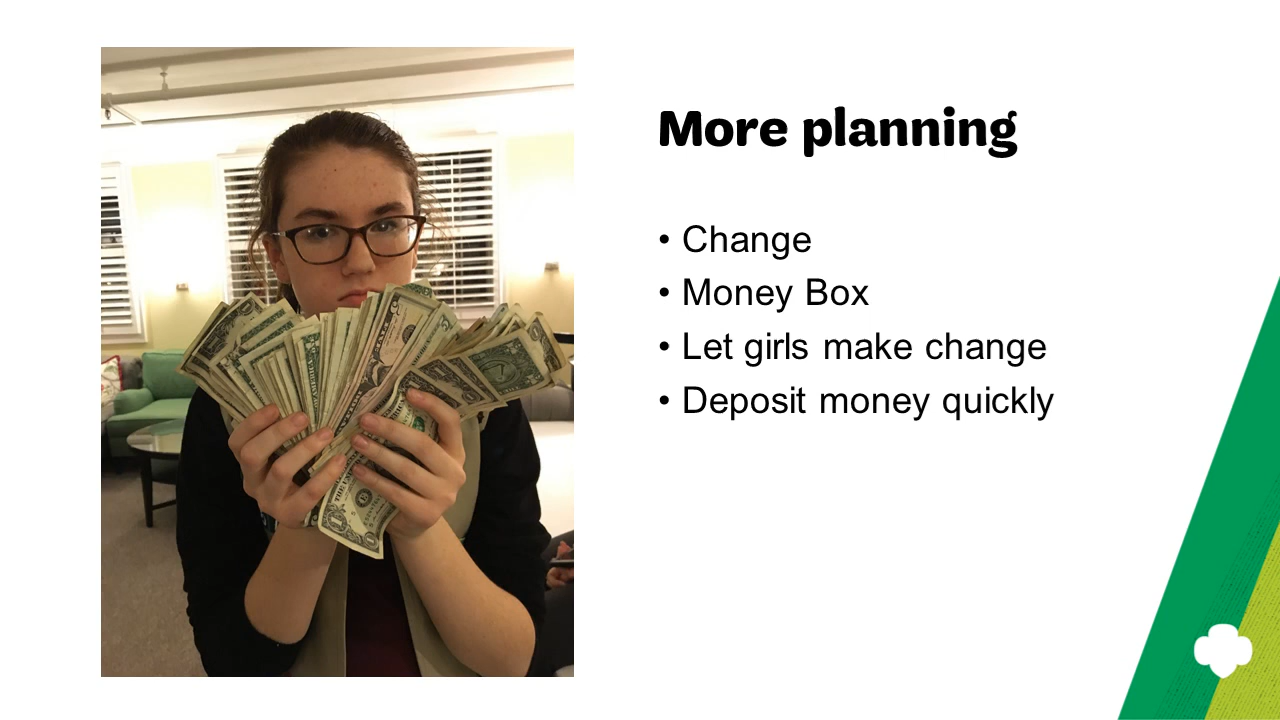 More planning
• Change
• Money Box
• Let girls make change
• Deposit money quickly